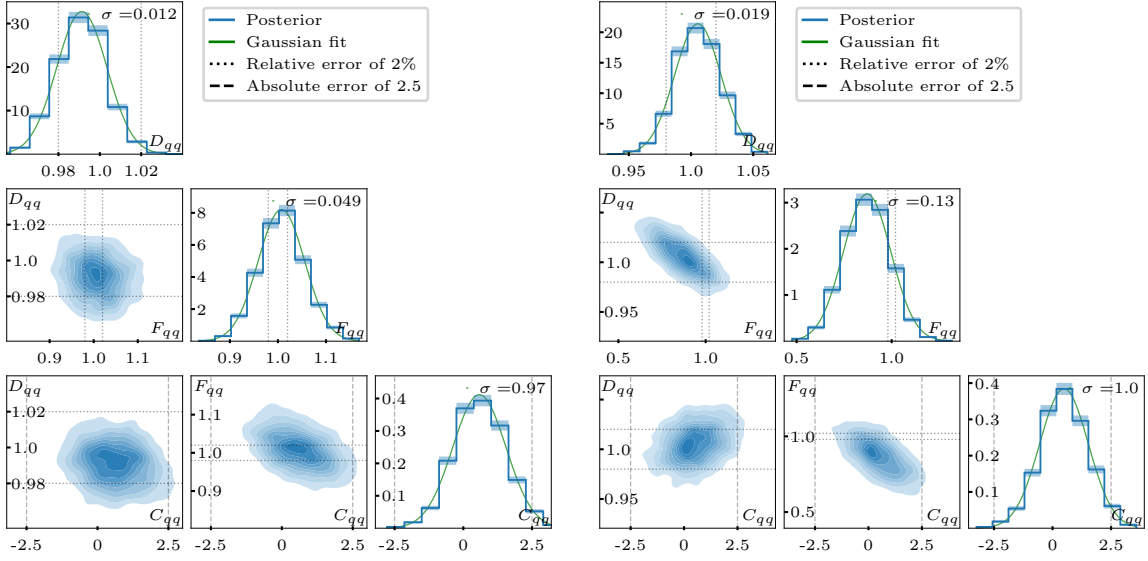 σ =0.012
30
20
10
D_qq
0.98 1.0 1.02
Posterior
Gaussian fit
Relative error of 2%
Absolute error of 2.5
D_qq
1.02
1.0
0.98
F_qq
0.9 1.0 1.1
σ =0.049
8
6
4
2
F_qq
0.9 1.0 1.1
D_qq
1.02
1.0
0.98
C_qq
-2.5 0 2.5
F_qq
1.1
1.0
0.9
C_qq
-2.5 0 2.5
σ =0.97
0.4
0.3
0.2
0.1
C_qq
-2.5 0 2.5
σ =0.019
20
15
10
5
D_qq
0.95 1.0 1.05
Posterior
Gaussian fit
Relative error of 2%
Absolute error of 2.5
D_qq
1.0
0.95
F_qq
0.5 1.0
σ =0.13
3
2
1
F_qq
0.5 1.0
D_qq
1.0
0.95
C_qq
-2.5 0 2.5
F_qq
1.0
0.5
C_qq
-2.5 0 2.5
σ =1.0
0.4
0.3
0.2
0.1
C_qq
-2.5 0 2.5